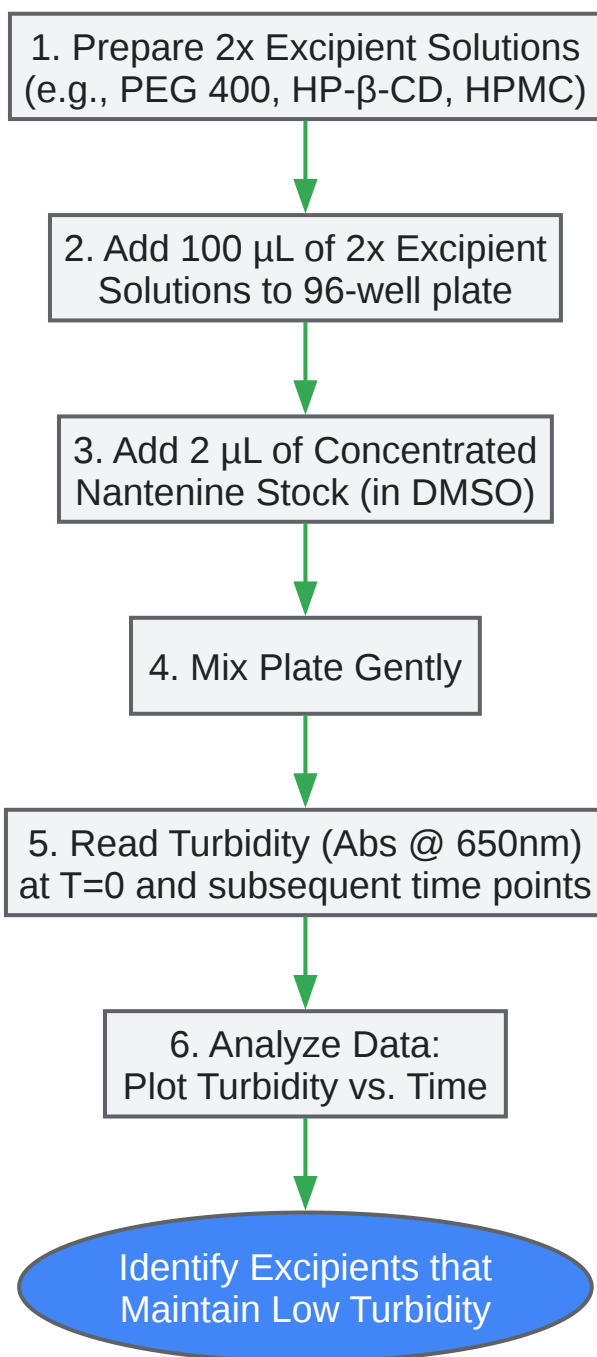 1. Prepare 2x Excipient Solutions
(e.g., PEG 400, HP-β-CD, HPMC)
2. Add 100 µL of 2x Excipient
Solutions to 96-well plate
3. Add 2 µL of Concentrated
Nantenine Stock (in DMSO)
4. Mix Plate Gently
5. Read Turbidity (Abs @ 650nm)
at T=0 and subsequent time points
6. Analyze Data:
Plot Turbidity vs. Time
Identify Excipients that
Maintain Low Turbidity